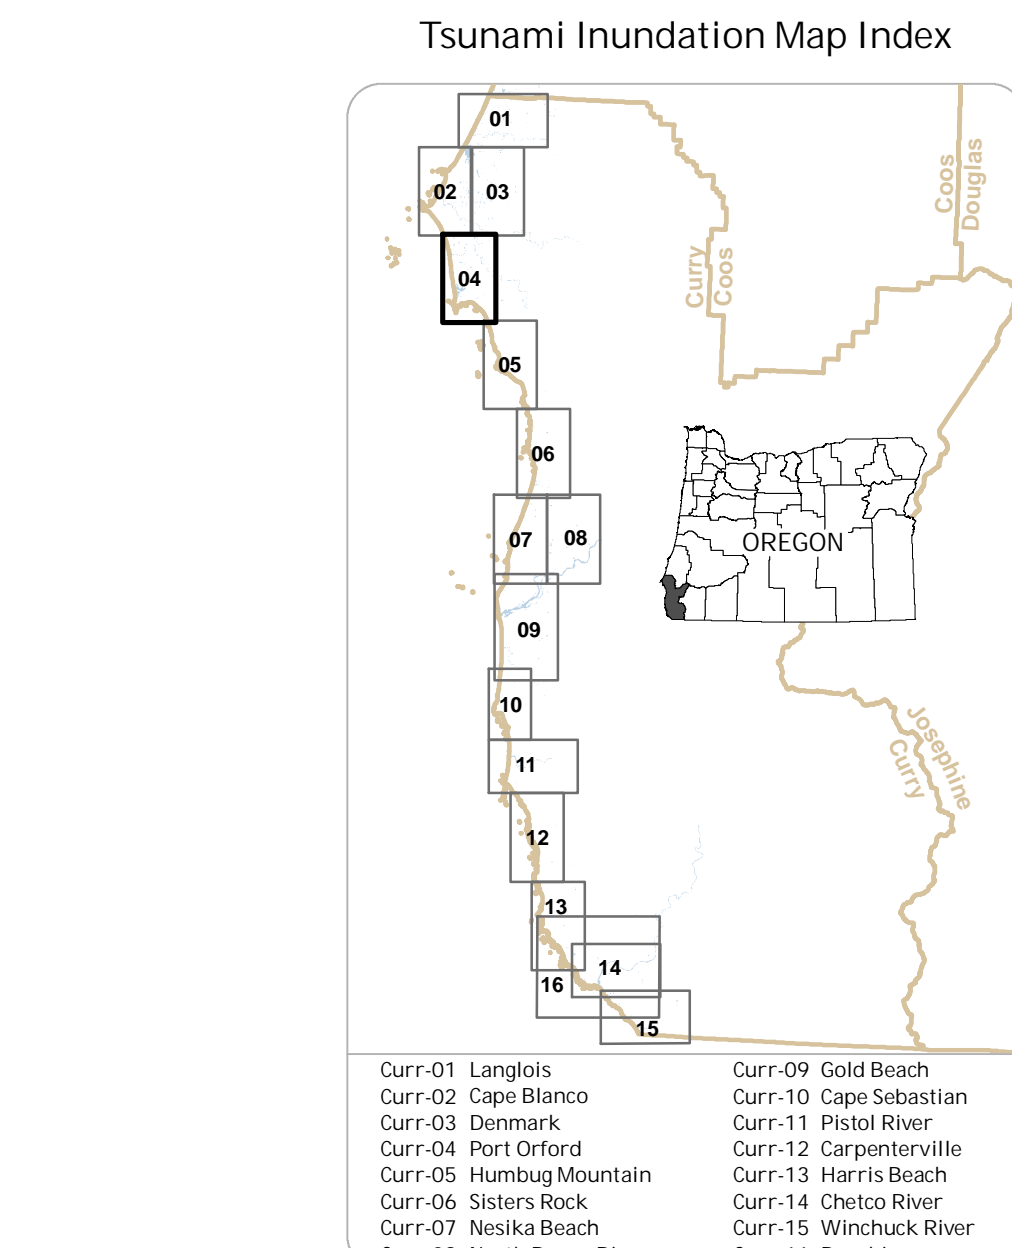 Tsunami Inundation Map Index
01
02
03
04
05
06
07
08
09
10
11
12
13
14
16
15
Coos
Douglas
Curry
Coos
OREGON
Josephine
Curry
Curr-01 Langlois
Curr-02 Cape Blanco
Curr-03 Denmark
Curr-04 Port Orford
Curr-05 Humbug Mountain
Curr-06 Sisters Rock
Curr-07 Nesika Beach
Curr-09 Gold Beach
Curr-10 Cape Sebastian
Curr-11 Pistol River
Curr-12 Carpenterville
Curr-13 Harris Beach
Curr-14 Chetco River
Curr-15 Winchuck River